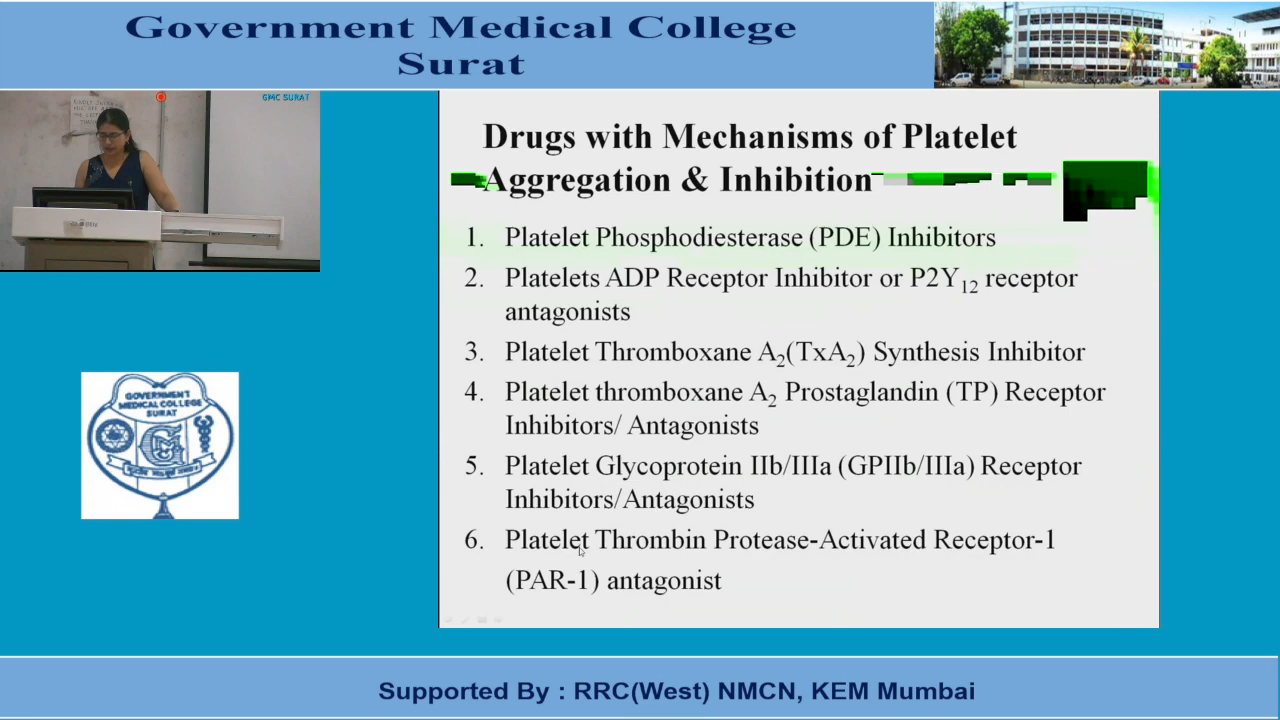 Government Medical College
Surat
GMC SURAT
Drugs with Mechanisms of Platelet
Aggregation & Inhibition
1. Platelet Phosphodiesterase (PDE) Inhibitors
2. Platelets ADP Receptor Inhibitor or P2Y12 receptor
antagonists
3. Platelet Thromboxane A2(TxA2) Synthesis Inhibitor
4. Platelet thromboxane A2 Prostaglandin (TP) Receptor
Inhibitors/ Antagonists
5. Platelet Glycoprotein IIb/IIIa (GPIIb/IIIa) Receptor
Inhibitors/Antagonists
6. Platelet Thrombin Protease-Activated Receptor-1
(PAR-1) antagonist
GOVERNMENT
MEDICAL COLLEGE
SURAT
Supported By : RRC(West) NMCN, KEM Mumbai